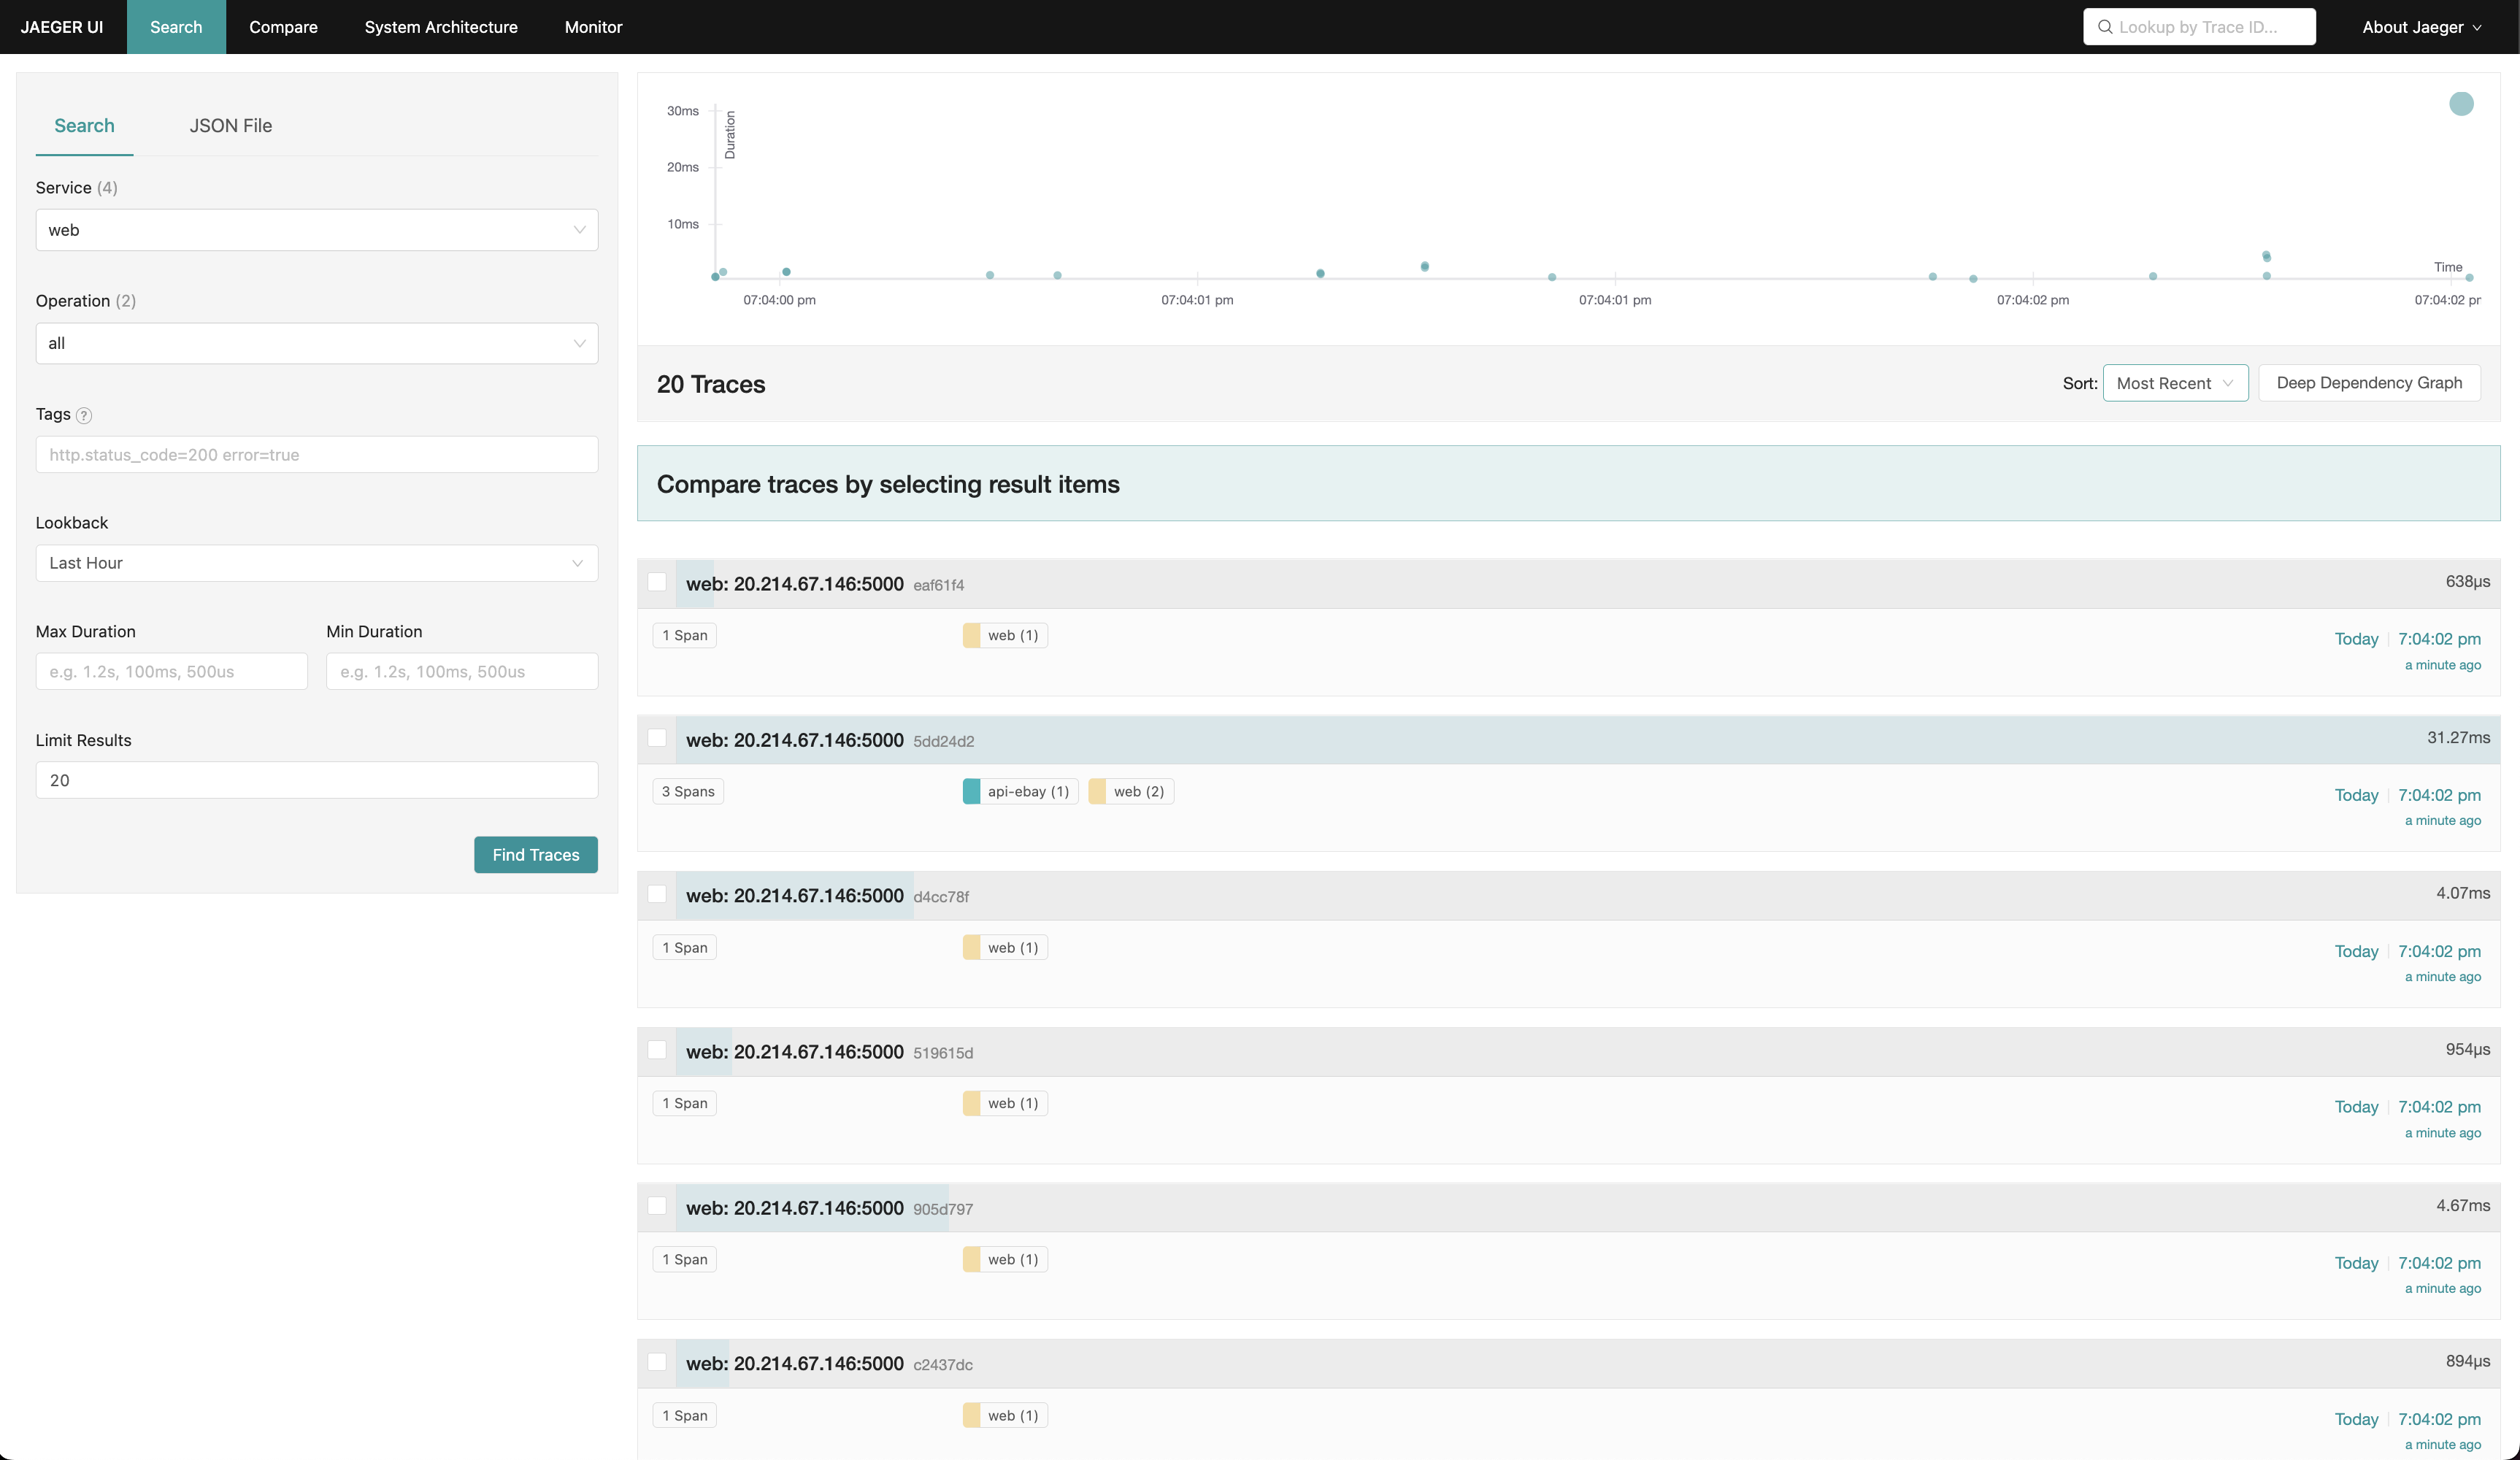 JAEGER UI
Search
Compare
System Architecture
Monitor
Lookup by Trace ID...
About Jaeger
Search
JSON File
Service (4)
web
Operation (2)
all
Tags ?
http.status_code=200 error=true
Lookback
Last Hour
Max Duration
Min Duration
e.g. 1.2s, 100ms, 500us
e.g. 1.2s, 100ms, 500us
Limit Results
20
Find Traces
30ms
20ms
10ms
Duration
Time
07:04:00 pm
07:04:01 pm
07:04:01 pm
07:04:02 pm
07:04:02 pr
20 Traces
Sort:
Most Recent
Deep Dependency Graph
Compare traces by selecting result items
web: 20.214.67.146:5000 eaf61f4
638μs
1 Span
web (1)
Today
7:04:02 pm
a minute ago
web: 20.214.67.146:5000 5dd24d2
31.27ms
3 Spans
api-ebay (1)
web (2)
Today
7:04:02 pm
a minute ago
web: 20.214.67.146:5000 d4cc78f
4.07ms
1 Span
web (1)
Today
7:04:02 pm
a minute ago
web: 20.214.67.146:5000 519615d
954μs
1 Span
web (1)
Today
7:04:02 pm
a minute ago
web: 20.214.67.146:5000 905d797
4.67ms
1 Span
web (1)
Today
7:04:02 pm
a minute ago
web: 20.214.67.146:5000 c2437dc
894μs
1 Span
web (1)
Today
7:04:02 pm
a minute ago